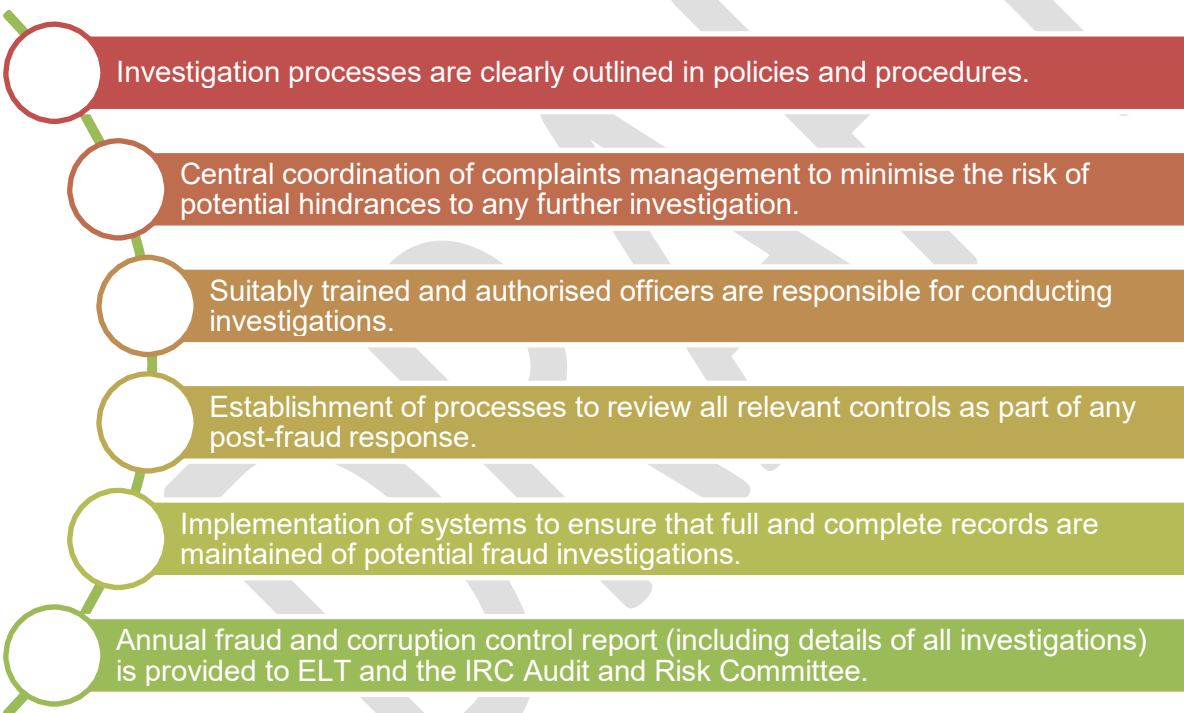 Investigation processes are clearly outlined in policies and procedures.
Central coordination of complaints management to minimise the risk of
potential hindrances to any further investigation.
Suitably trained and authorised officers are responsible for conducting
investigations.
Establishment of processes to review all relevant controls as part of any
post-fraud response.
Implementation of systems to ensure that full and complete records are
maintained of potential fraud investigations.
Annual fraud and corruption control report (including details of all investigations)
is provided to ELT and the IRC Audit and Risk Committee.